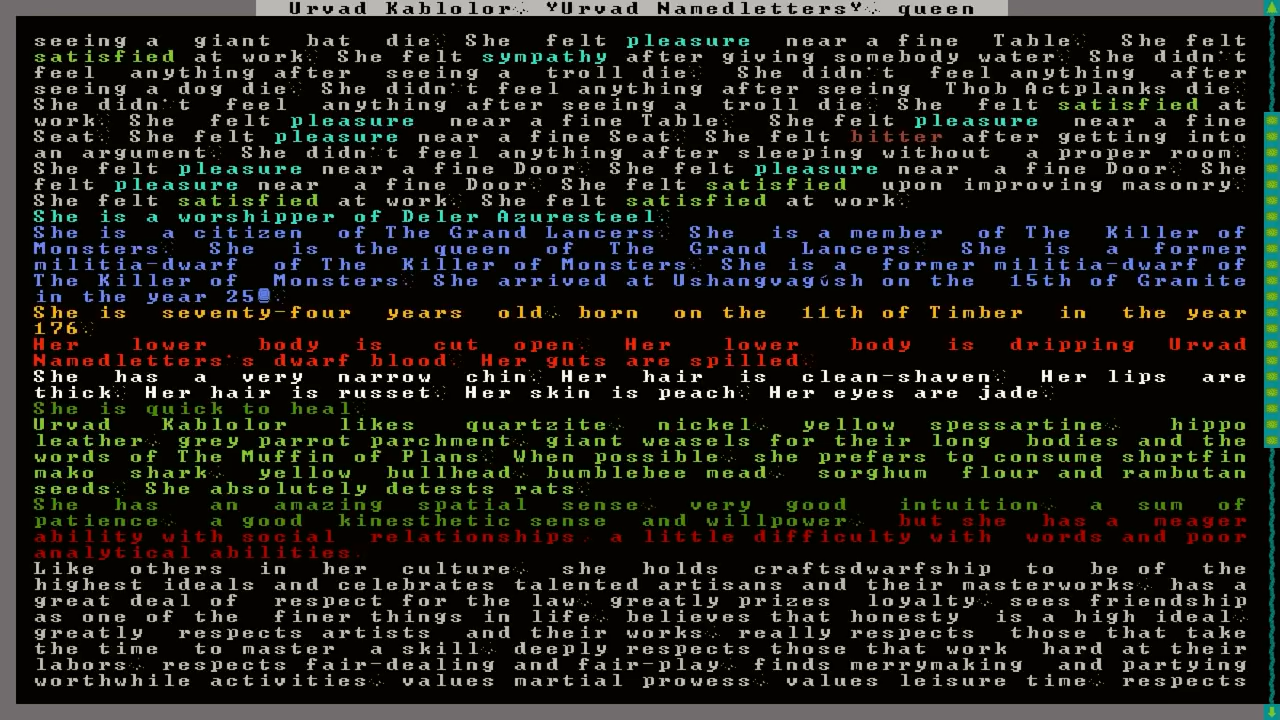 Urvad Kablolor, "Urvad Namedletters", queen
seeing a giant bat die. She felt pleasure near a fine Table. She felt
satisfied at work. She felt sympathy after giving somebody water. She didn't
feel anything after seeing a troll die. She didn't feel anything after
seeing a dog die. She didn't feel anything after seeing Thob Actplanks die.
She didn't feel anything after seeing a troll die. She felt satisfied at
work. She felt pleasure near a fine Table. She felt pleasure near a fine
Seat. She felt pleasure near a fine Seat. She felt bitter after getting into
an argument. She didn't feel anything after sleeping without a proper room.
She felt pleasure near a fine Door. She felt pleasure near a fine Door. She
felt pleasure near a fine Door. She felt satisfied upon improving masonry.
She felt satisfied at work. She felt satisfied at work.
She is a worshipper of Deler Azuresteel.
She is a citizen of The Grand Lancers. She is a member of The Killer of
Monsters. She is the queen of The Grand Lancers. She is a former
militia-dwarf of The Killer of Monsters. She is a former militia-dwarf of
The Killer of Monsters. She arrived at Ushangvagúsh on the 15th of Granite
in the year 250.
She is seventy-four years old, born on the 11th of Timber in the year
176.
Her lower body is cut open. Her lower body is dripping Urvad
Namedletters's dwarf blood. Her guts are spilled.
She has a very narrow chin. Her hair is clean-shaven. Her lips are
thick. Her hair is russet. Her skin is peach. Her eyes are jade.
She is quick to heal.
Urvad Kablolor likes quartzite, nickel, yellow spessartine, hippo
leather, grey parrot parchment, giant weasels for their long bodies and the
words of The Muffin of Plans. When possible, she prefers to consume shortfin
mako shark, yellow bullhead, bumblebee mead, sorghum flour and rambutan
seeds. She absolutely detests rats.
She has an amazing spatial sense, very good intuition, a sum of
patience, a good kinesthetic sense and willpower, but she has a meager
ability with social relationships, a little difficulty with words and poor
analytical abilities.
Like others in her culture, she holds craftsdwarfship to be of the
highest ideals and celebrates talented artisans and their masterworks, has a
great deal of respect for the law, greatly prizes loyalty, sees friendship
as one of the finer things in life, believes that honesty is a high ideal,
greatly respects artists and their works, really respects those that take
the time to master a skill, deeply respects those that work hard at their
labors, respects fair-dealing and fair-play, finds merrymaking and partying
worthwhile activities, values martial prowess, values leisure time, respects